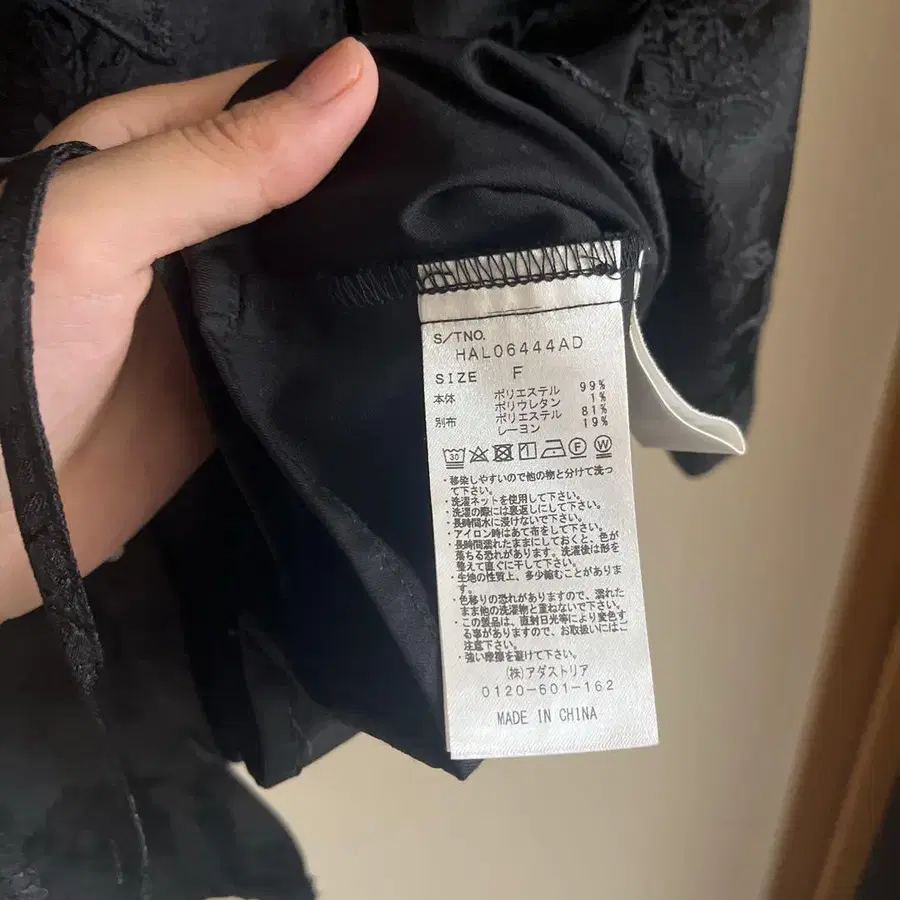 S/TNO.
HAL06444AD
SIZE F
本体 ポリエステル 99%
ポリウレタン 1%
別布 ポリエステル 81%
レーヨン 19%
30 F W
・移染しやすいので他の物と分けて洗っ
て下さい。
・洗濯ネットを使用して下さい。
・洗濯の際には裏返しにして下さい。
・長時間水に浸けないで下さい。
・アイロン時はあて布をして下さい。
・長時間濡れたままにしておくと、色が
落ちる恐れがあります。洗濯後は形を
整えて直ぐに干して下さい。
・生地の性質上、多少縮むことがありま
す。
・色移りの恐れがありますので、濡れた
まま他の洗濯物と重ねないで下さい。
・この製品は、直射日光等により変色す
る事がありますので、お取扱いにはご
注意下さい。
・強い摩擦を避けて下さい。
(株)アダストリア
0120-601-162
MADE IN CHINA